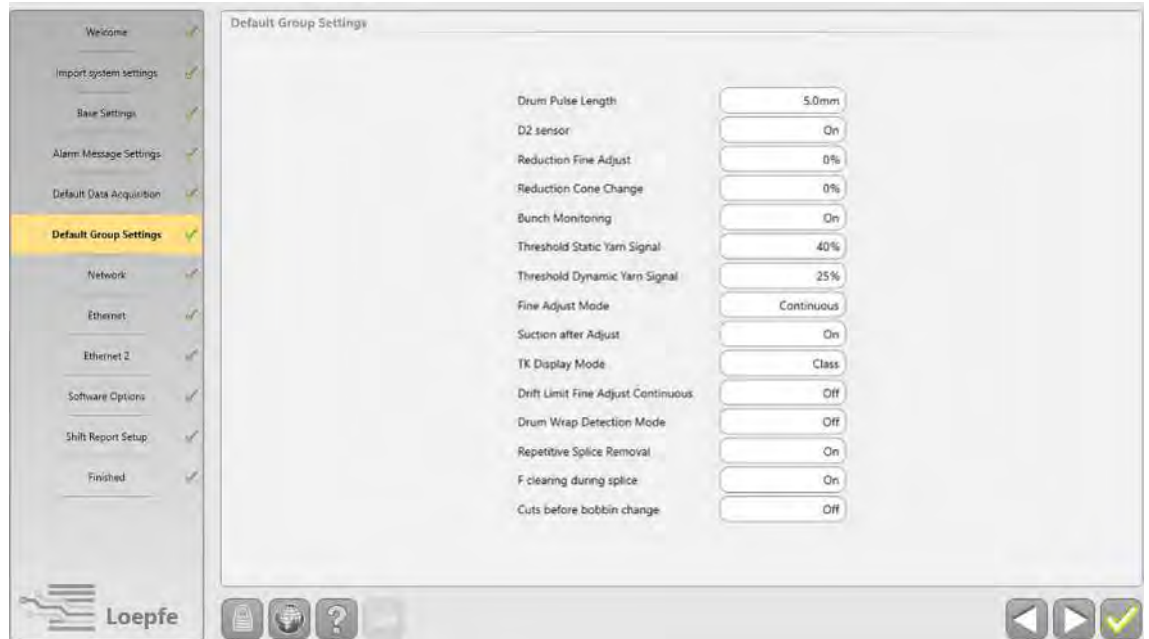 Welcome
Import system settings
Base Settings
Alarm Message Settings
Default Data Acquisition
Default Group Settings
Network
Ethernet
Ethernet 2
Software Options
Shift Report Setup
Finished
Loepfe
Default Group Settings
Drum Pulse Length 5.0mm
D2 sensor On
Reduction Fine Adjust 0%
Reduction Cone Change 0%
Bunch Monitoring On
Threshold Static Yarn Signal 40%
Threshold Dynamic Yarn Signal 25%
Fine Adjust Mode Continuous
Suction after Adjust On
TK Display Mode Class
Drift Limit Fine Adjust Continuous Off
Drum Wrap Detection Mode Off
Repetitive Splice Removal On
F clearing during splice On
Cuts before bobbin change Off
?